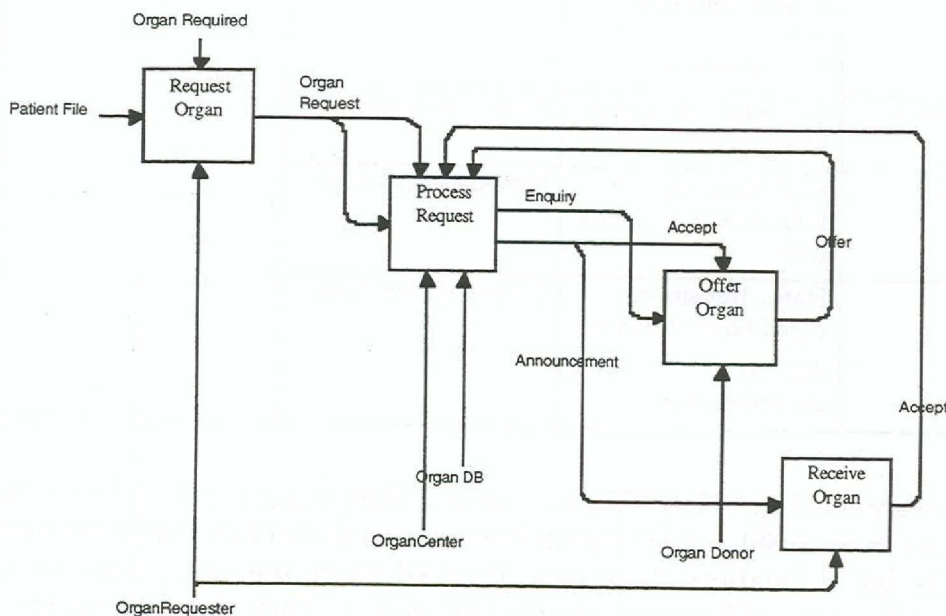 Organ Required
Request
Organ
Patient File
Organ
Request
Process
Request
Enquiry
Accept
Offer
Offer
Organ
Announcement
Accept
Organ DB
Receive
Organ
OrganCenter
Organ Donor
OrganRequester